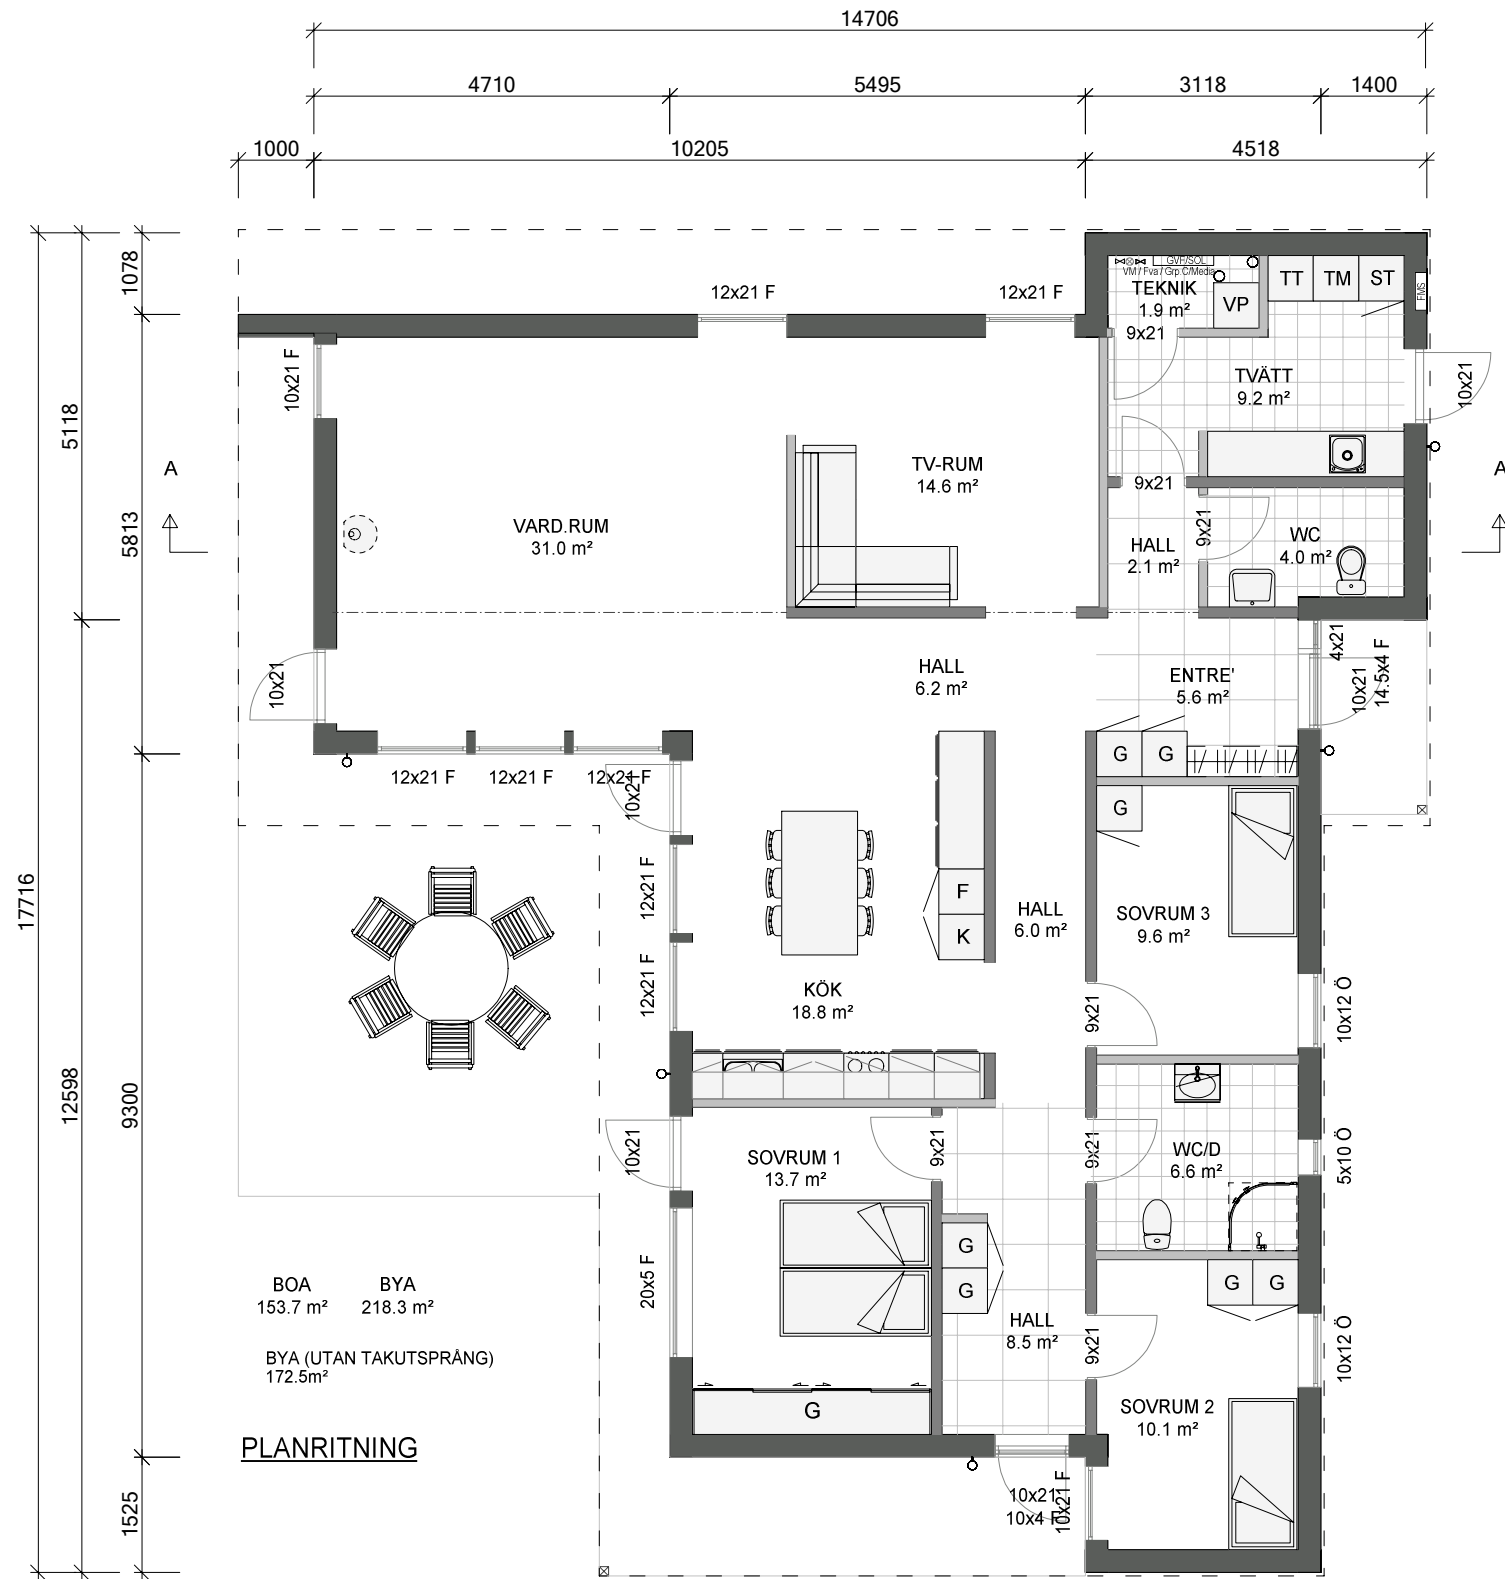 14706
4710 5495 3118 1400
1000 10205 4518
1078
5118
5813
17716
12598
9300
1525
12x21 F
12x21 F
GVF/SOL
VM / Fva / Grp.C/Media
TEKNIK
1.9 m²
VP
9x21
TT TM ST
FMS
10x21 F
TVÄTT
9.2 m²
10x21
A
A
TV-RUM
14.6 m²
9x21
VARD.RUM
31.0 m²
9x21
WC
4.0 m²
HALL
2.1 m²
4x21
10x21
14.5x4 F
10x21
HALL
6.2 m²
ENTRE'
5.6 m²
G G
12x21 F 12x21 F 12x21 F
10x21
G
12x21 F
F
K
HALL
6.0 m²
SOVRUM 3
9.6 m²
12x21 F
KÖK
18.8 m²
9x21
10x12 Ö
10x21
SOVRUM 1
13.7 m²
9x21
9x21
WC/D
6.6 m²
5x10 Ö
20x5 F
G
G
G G
BOA BYA
153.7 m² 218.3 m²
HALL
8.5 m²
9x21
10x12 Ö
BYA (UTAN TAKUTSPRÅNG)
172.5m²
G
SOVRUM 2
10.1 m²
PLANRITNING
10x21
10x4 F
10x21 F